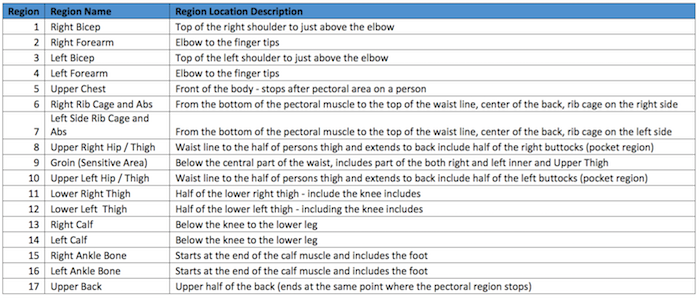 Region Region Name Region Location Description
1 Right Bicep Top of the right shoulder to just above the elbow
2 Right Forearm Elbow to the finger tips
3 Left Bicep Top of the left shoulder to just above the elbow
4 Left Forearm Elbow to the finger tips
5 Upper Chest Front of the body - stops after pectoral area on a person
6 Right Rib Cage and Abs From the bottom of the pectoral muscle to the top of the waist line, center of the back, rib cage on the right side
Left Side Rib Cage and
7 Abs From the bottom of the pectoral muscle to the top of the waist line, center of the back, rib cage on the left side
8 Upper Right Hip / Thigh Waist line to the half of persons thigh and extends to back include half of the right buttocks (pocket region)
9 Groin (Sensitive Area) Below the central part of the waist, includes part of the both right and left inner and Upper Thigh
10 Upper Left Hip / Thigh Waist line to the half of persons thigh and extends to back include half of the left buttocks (pocket region)
11 Lower Right Thigh Half of the lower right thigh - include the knee includes
12 Lower Left Thigh Half of the lower left thigh - including the knee includes
13 Right Calf Below the knee to the lower leg
14 Left Calf Below the knee to the lower leg
15 Right Ankle Bone Starts at the end of the calf muscle and includes the foot
16 Left Ankle Bone Starts at the end of the calf muscle and includes the foot
17 Upper Back Upper half of the back (ends at the same point where the pectoral region stops)